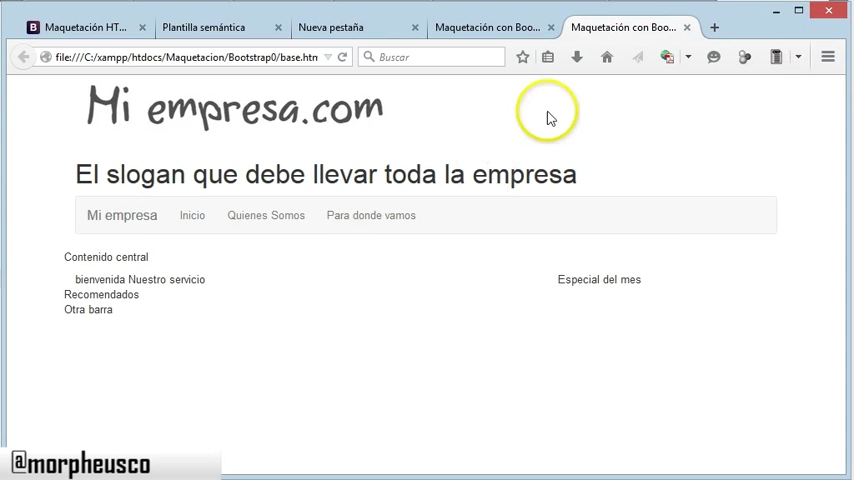 Maquetación HT...
Plantilla semántica
Nueva pestaña
Maquetación con Boo...
Maquetación con Boo...
file:///C:/xampp/htdocs/Maquetacion/Bootstrap0/base.htm
Buscar
Mi empresa.com
El slogan que debe llevar toda la empresa
Mi empresa Inicio Quienes Somos Para donde vamos
Contenido central
bienvenida Nuestro servicio Especial del mes
Recomendados
Otra barra
@morpheusco